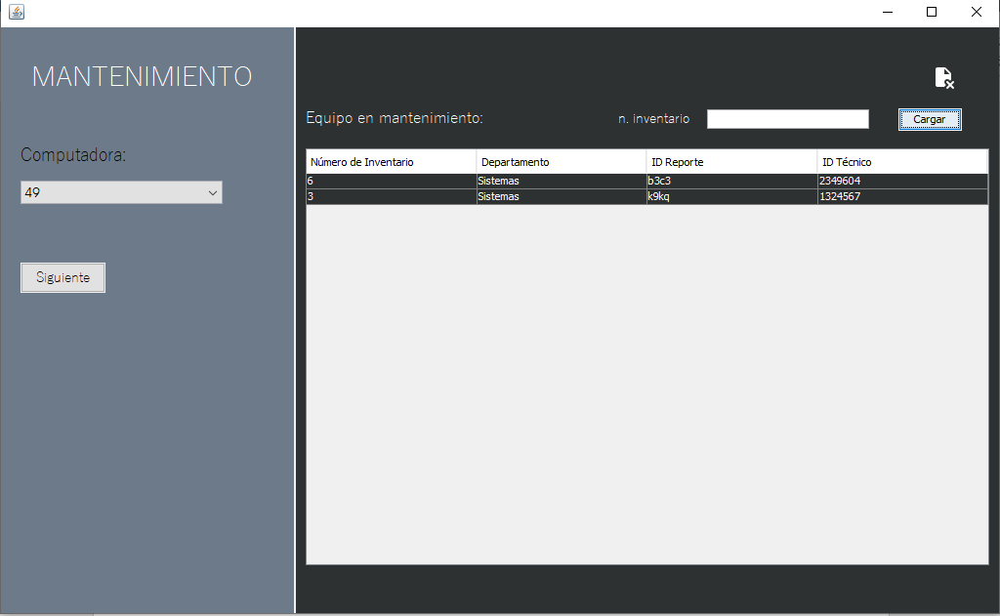 MANTENIMIENTO
Computadora:
49
Siguiente
Equipo en mantenimiento:
n. inventario
Cargar
Número de Inventario Departamento ID Reporte ID Técnico
6 Sistemas b3c3 2349604
3 Sistemas k9kq 1324567